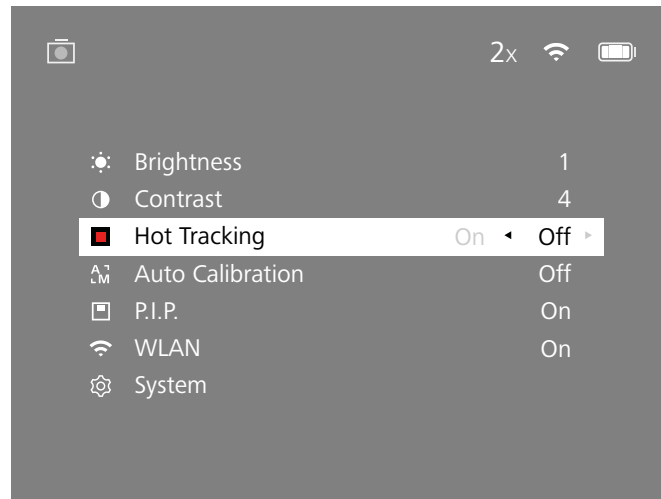 2x
Brightness 1
Contrast 4
Hot Tracking On Off
A M Auto Calibration Off
P.I.P. On
WLAN On
System